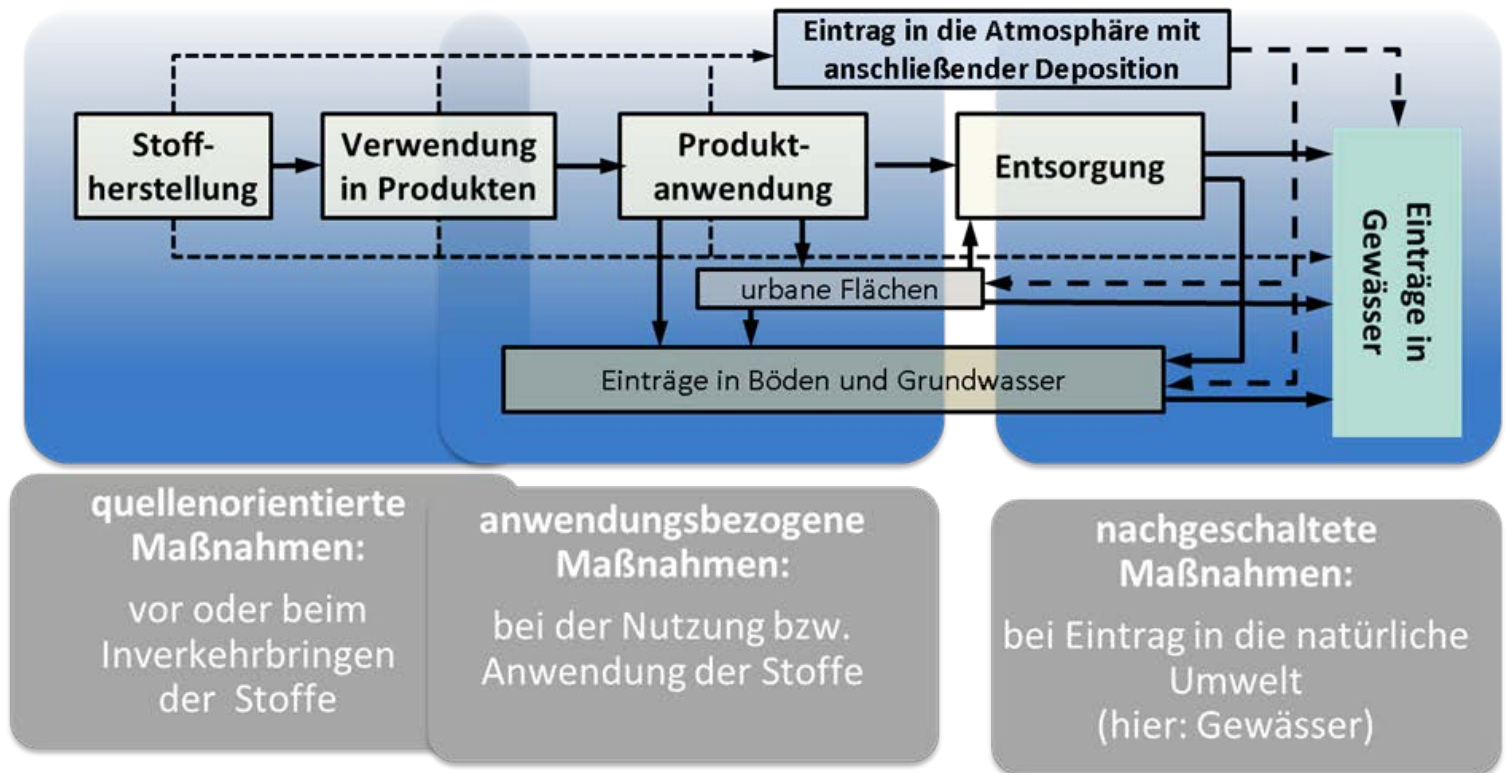 Eintrag in die Atmosphäre mit
anschließender Deposition
Stoff-
herstellung
Verwendung
in Produkten
Produkt-
anwendung
Entsorgung
Einträge in
Gewässer
urbane Flächen
Einträge in Böden und Grundwasser
quellenorientierte
Maßnahmen:
vor oder beim
Inverkehrbringen
der Stoffe
anwendungsbezogene
Maßnahmen:
bei der Nutzung bzw.
Anwendung der Stoffe
nachgeschaltete
Maßnahmen:
bei Eintrag in die natürliche
Umwelt
(hier: Gewässer)